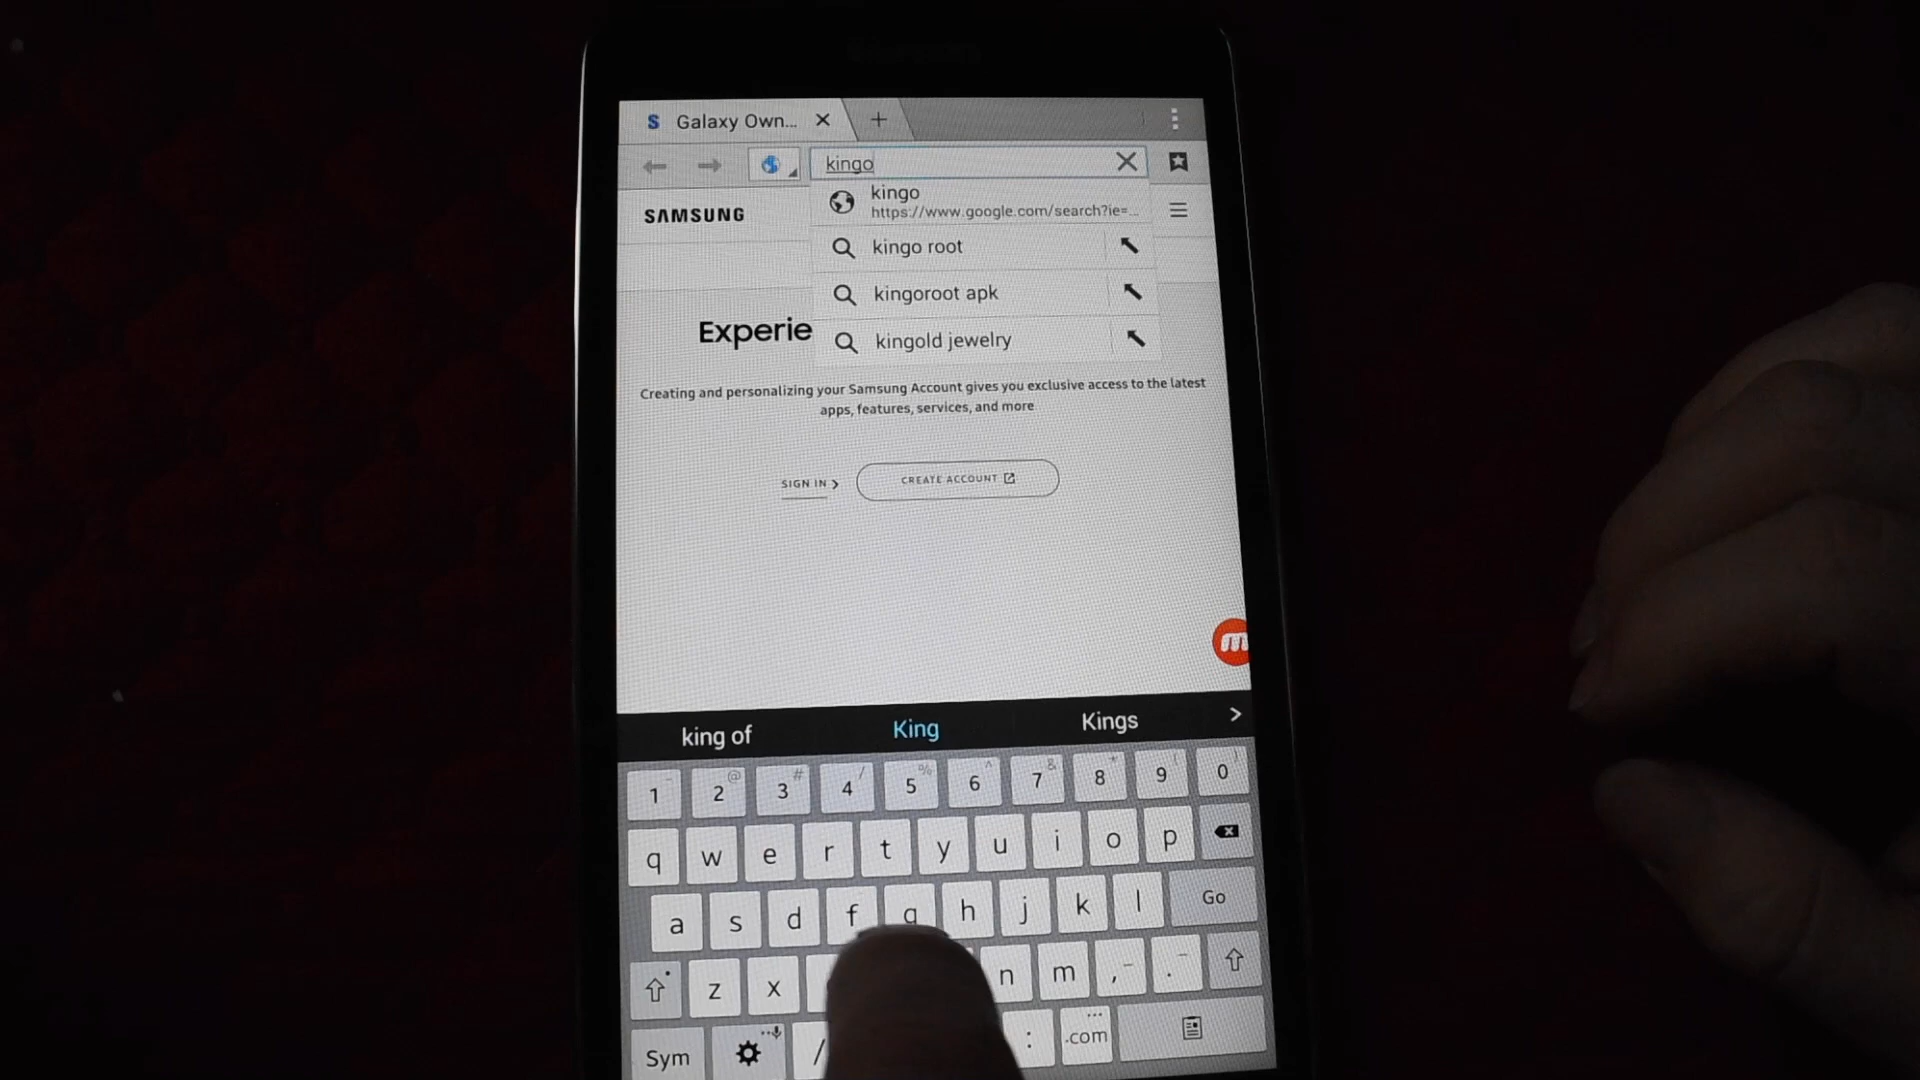 S Galaxy Own...
kingo
kingo
https://www.google.com/search?ie=...
SAMSUNG
kingo root
kingoroot apk
Experie
kingold jewelry
Creating and personalizing your Samsung Account gives you exclusive access to the latest
apps, features, services, and more
SIGN IN
CREATE ACCOUNT
m
king of King Kings
1 2 @ 3 # 4 / 5 % 6 ^ 7 & 8 * 9 ( 0 )
q w e r t y u i o p
a s d f g h j k l Go
z x n m , - . -
Sym / : .com